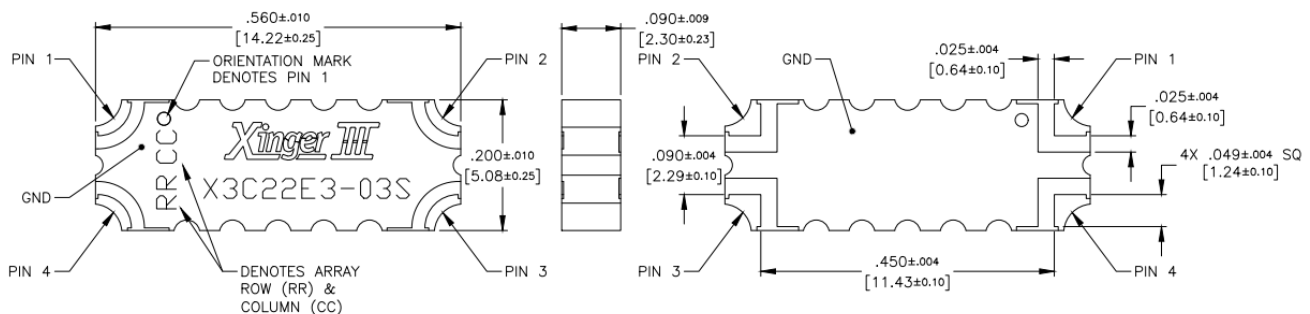 .560±.010
[14.22±0.25]
PIN 1
ORIENTATION MARK
DENOTES PIN 1
PIN 2
RR CC
Xinger III
X3C22E3-03S
.200±.010
[5.08±0.25]
GND
PIN 4
DENOTES ARRAY
ROW (RR) &
COLUMN (CC)
PIN 3
.090±.009
[2.30±0.23]
PIN 2
GND
.025±.004
[0.64±0.10]
PIN 1
.025±.004
[0.64±0.10]
.090±.004
[2.29±0.10]
4X .049±.004 SQ
[1.24±0.10]
PIN 3
.450±.004
[11.43±0.10]
PIN 4